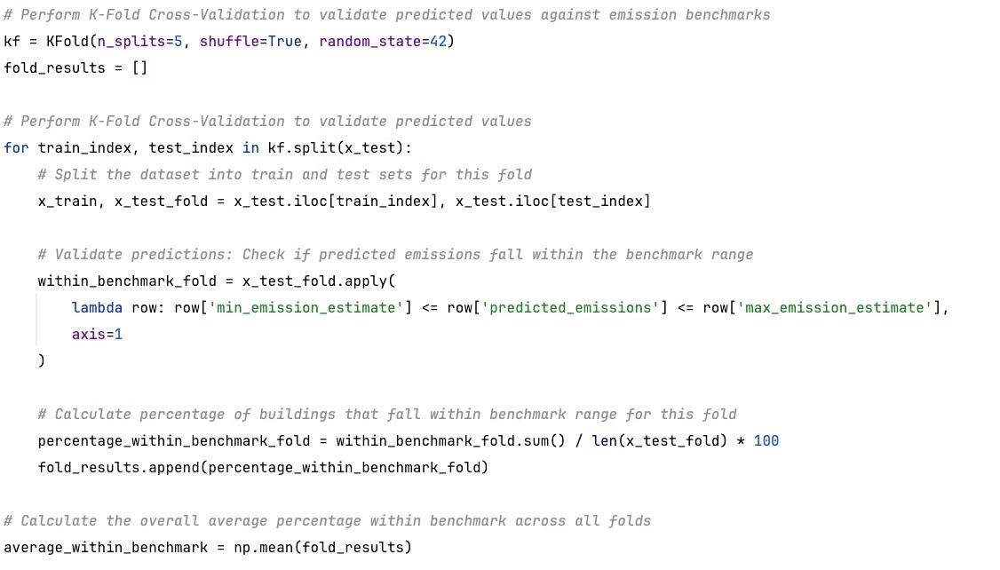 # Perform K-Fold Cross-Validation to validate predicted values against emission benchmarks
kf = KFold(n_splits=5, shuffle=True, random_state=42)
fold_results = []
# Perform K-Fold Cross-Validation to validate predicted values
for train_index, test_index in kf.split(x_test):
    # Split the dataset into train and test sets for this fold
    x_train, x_test_fold = x_test.iloc[train_index], x_test.iloc[test_index]
    # Validate predictions: Check if predicted emissions fall within the benchmark range
    within_benchmark_fold = x_test_fold.apply(
        lambda row: row['min_emission_estimate'] <= row['predicted_emissions'] <= row['max_emission_estimate'],
        axis=1
    )
    # Calculate percentage of buildings that fall within benchmark range for this fold
    percentage_within_benchmark_fold = within_benchmark_fold.sum() / len(x_test_fold) * 100
    fold_results.append(percentage_within_benchmark_fold)
# Calculate the overall average percentage within benchmark across all folds
average_within_benchmark = np.mean(fold_results)